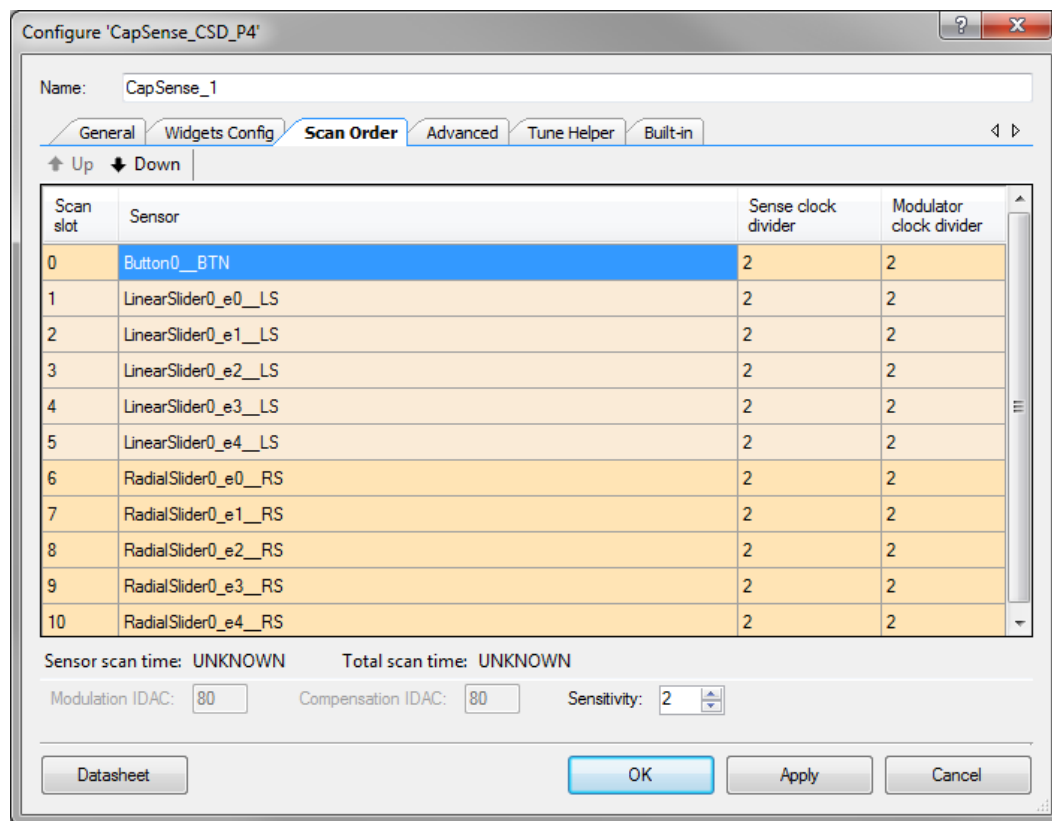 Configure 'CapSense_CSD_P4'
Name: CapSense_1
General Widgets Config Scan Order Advanced Tune Helper Built-in
Up Down
Scan slot Sensor Sense clock divider Modulator clock divider
0 Button0__BTN 2 2
1 LinearSlider0_e0__LS 2 2
2 LinearSlider0_e1__LS 2 2
3 LinearSlider0_e2__LS 2 2
4 LinearSlider0_e3__LS 2 2
5 LinearSlider0_e4__LS 2 2
6 RadialSlider0_e0__RS 2 2
7 RadialSlider0_e1__RS 2 2
8 RadialSlider0_e2__RS 2 2
9 RadialSlider0_e3__RS 2 2
10 RadialSlider0_e4__RS 2 2
Sensor scan time: UNKNOWN Total scan time: UNKNOWN
Modulation IDAC: 80 Compensation IDAC: 80 Sensitivity: 2
Datasheet OK Apply Cancel